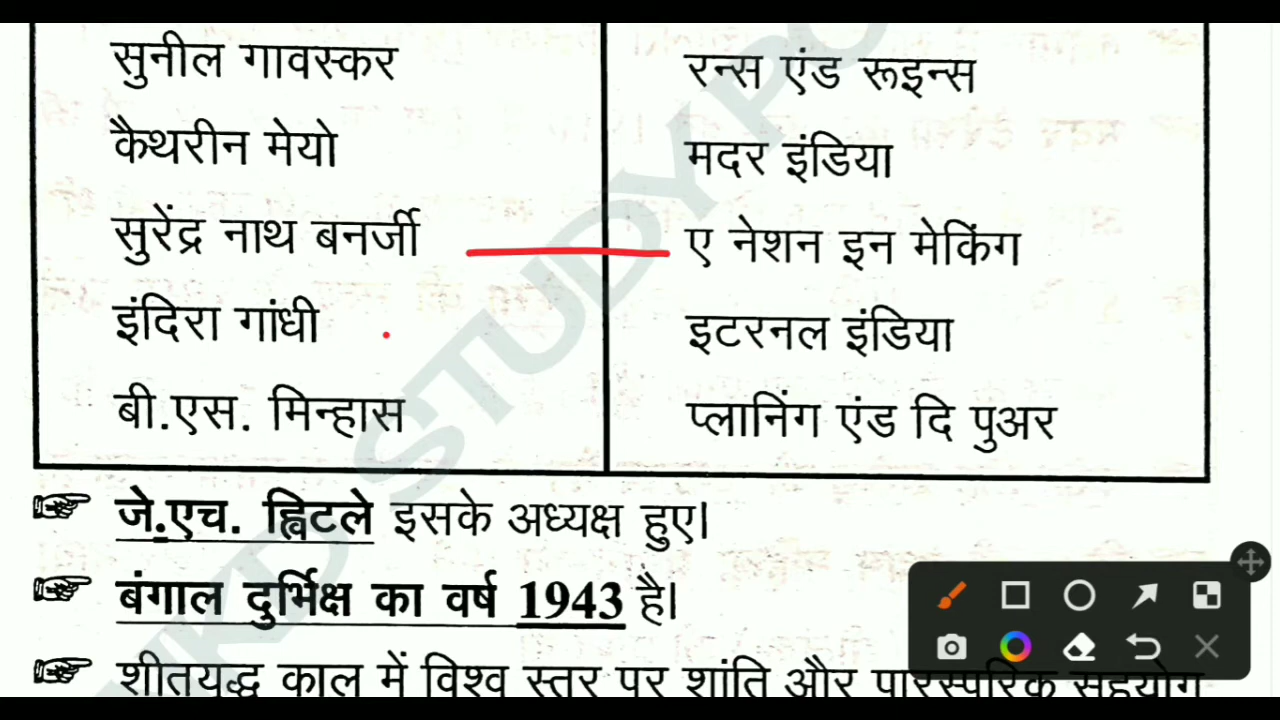 सुनील गावस्कर रन्स एंड रूइन्स
कैथरीन मेयो मदर इंडिया
सुरेंद्र नाथ बनर्जी ए नेशन इन मेकिंग
इंदिरा गांधी इटरनल इंडिया
बी.एस. मिन्हास प्लानिंग एंड दि पुअर
जे.एच. ह्विटले इसके अध्यक्ष हुए।
बंगाल दुर्भिक्ष का वर्ष 1943 है।
शीतयुद्ध काल में विश्व स्तर पर शांति और पारस्परिक सहयोग